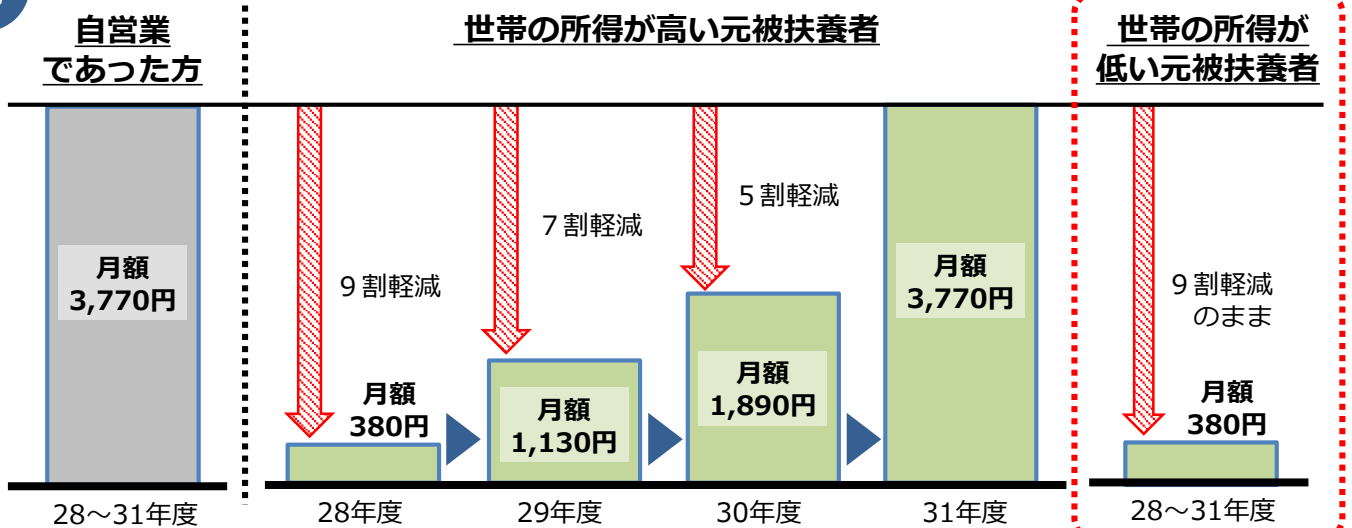 自営業
であった方
世帯の所得が高い元被扶養者
世帯の所得が
低い元被扶養者
月額
3,770円
28~31年度
9割軽減
月額
380円
28年度
7割軽減
月額
1,130円
29年度
5割軽減
月額
1,890円
30年度
月額
3,770円
31年度
9割軽減
のまま
月額
380円
28~31年度